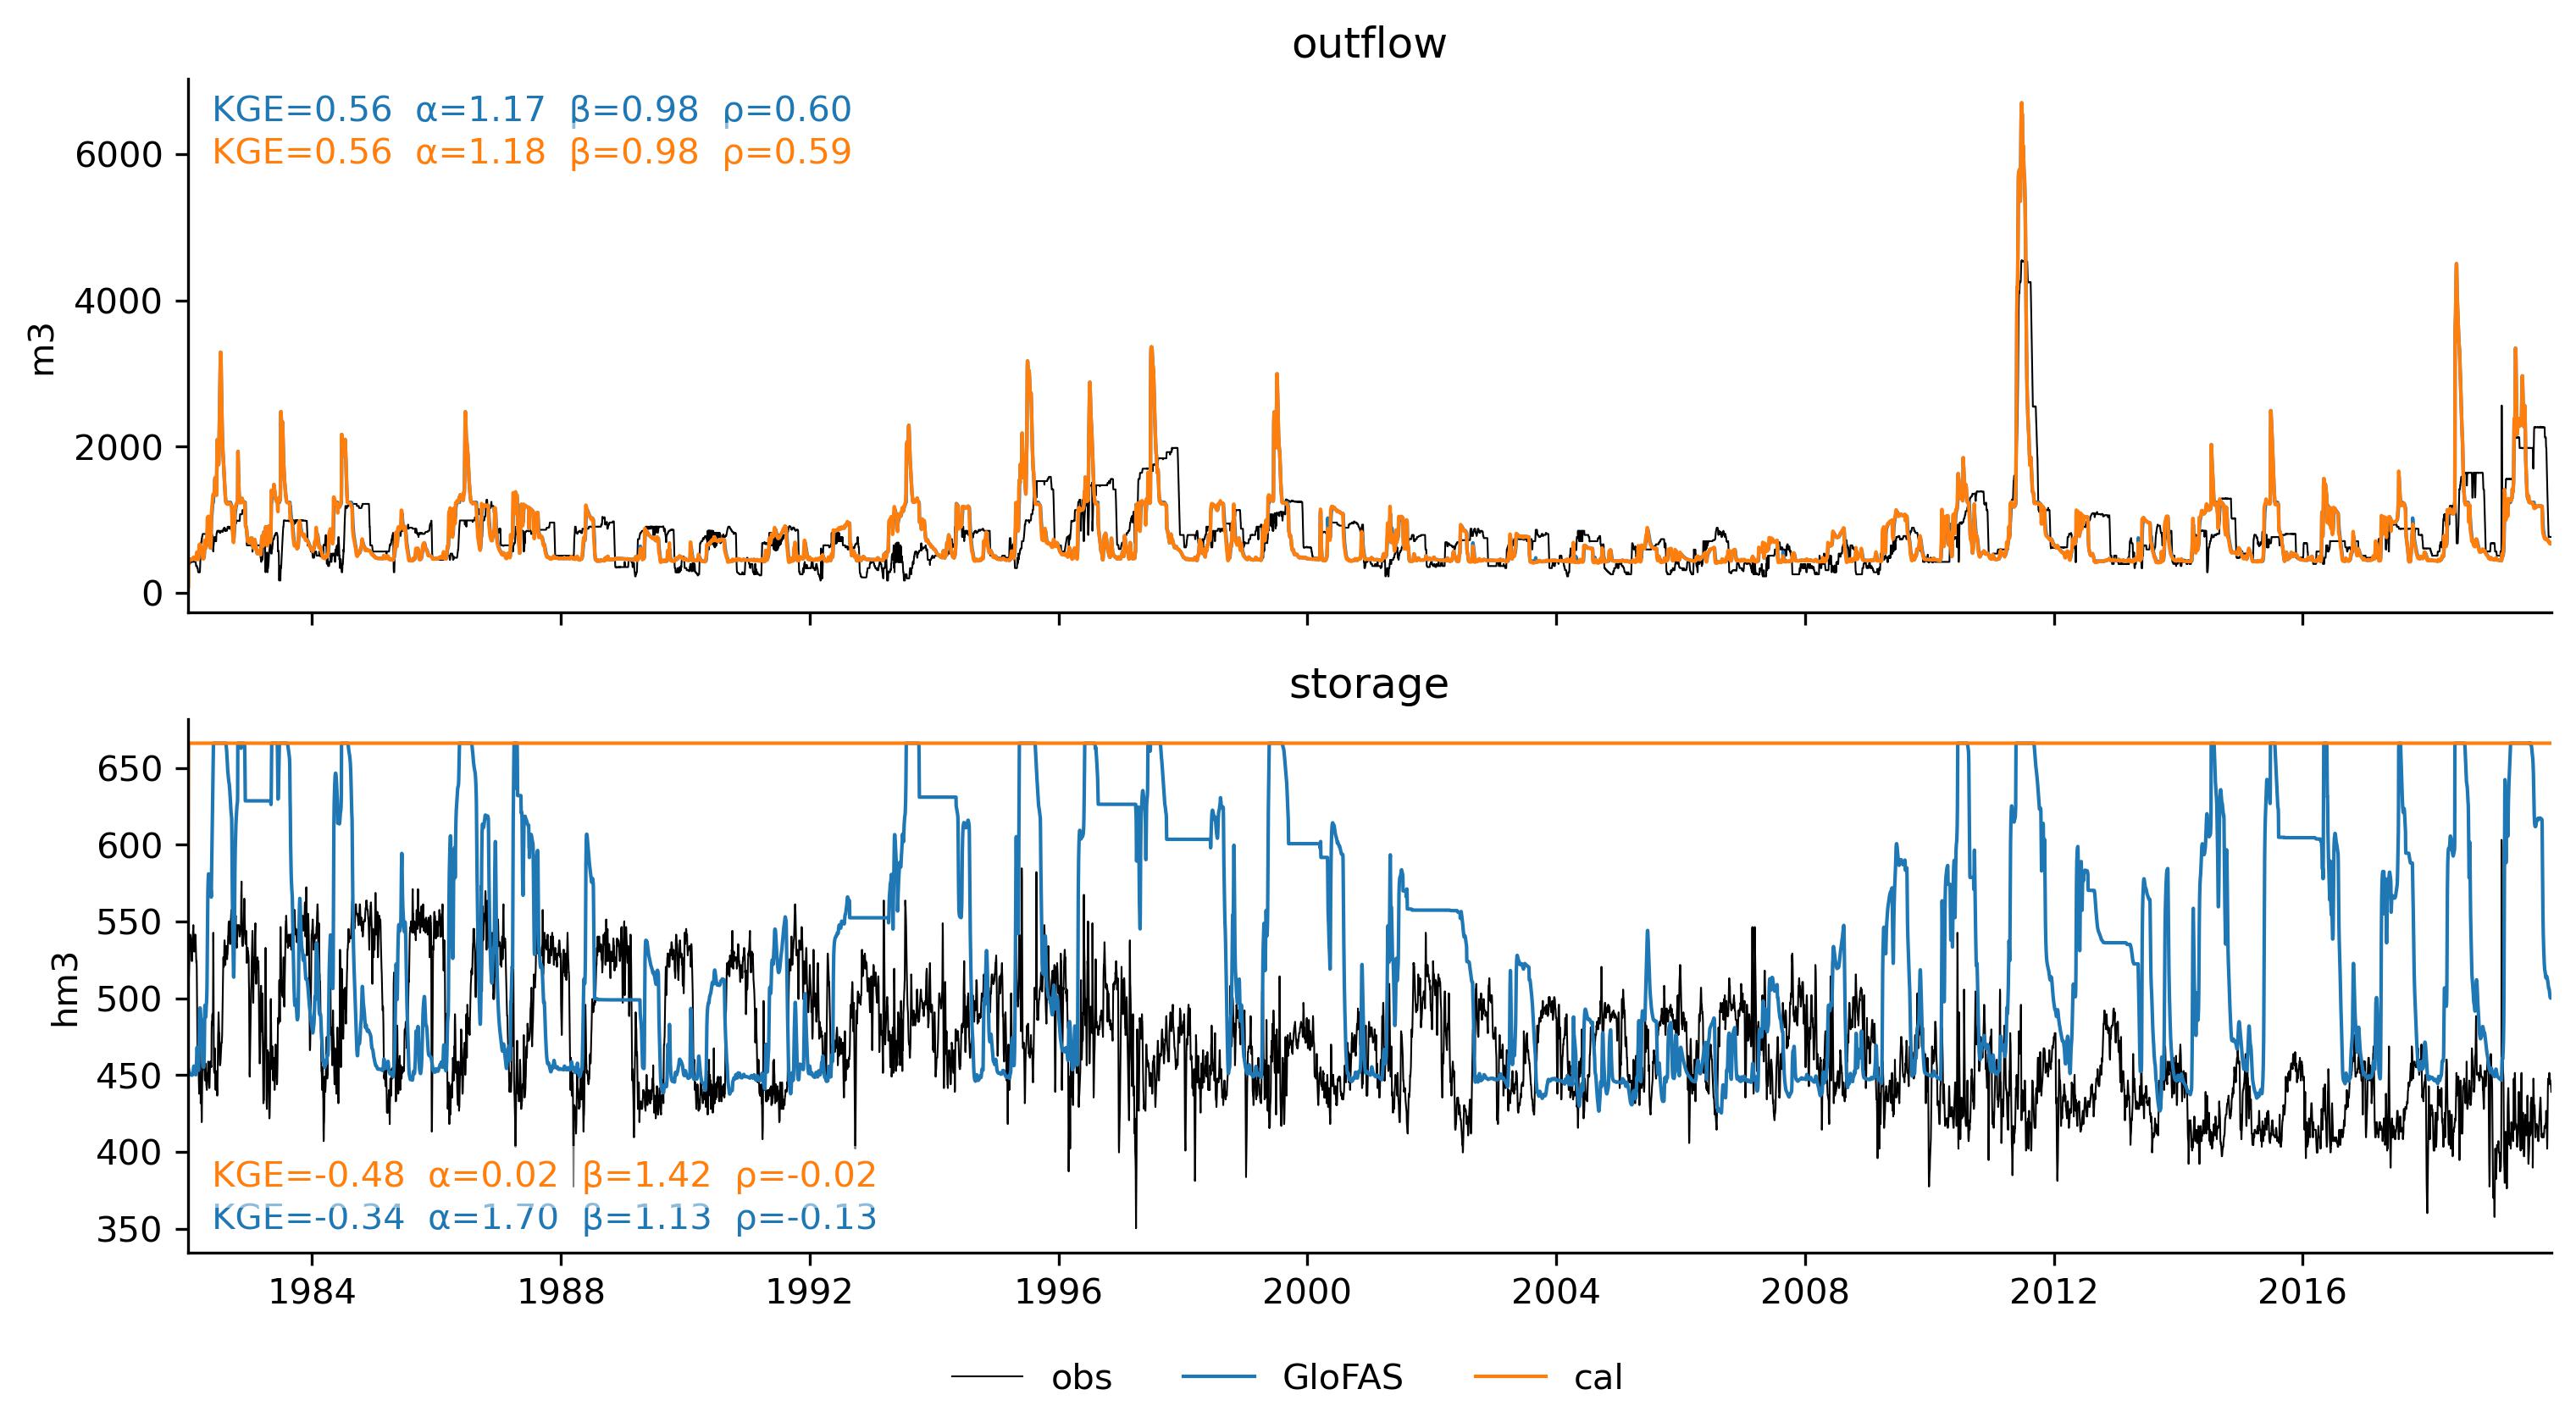 outflow
KGE=0.56 α=1.17 β=0.98 ρ=0.60
KGE=0.56 α=1.18 β=0.98 ρ=0.59
6000
4000
2000
0
m3
storage
650
600
550
500
450
400
350
hm3
KGE=-0.48 α=0.02 β=1.42 ρ=-0.02
KGE=-0.34 α=1.70 β=1.13 ρ=-0.13
1984 1988 1992 1996 2000 2004 2008 2012 2016
obs GloFAS cal